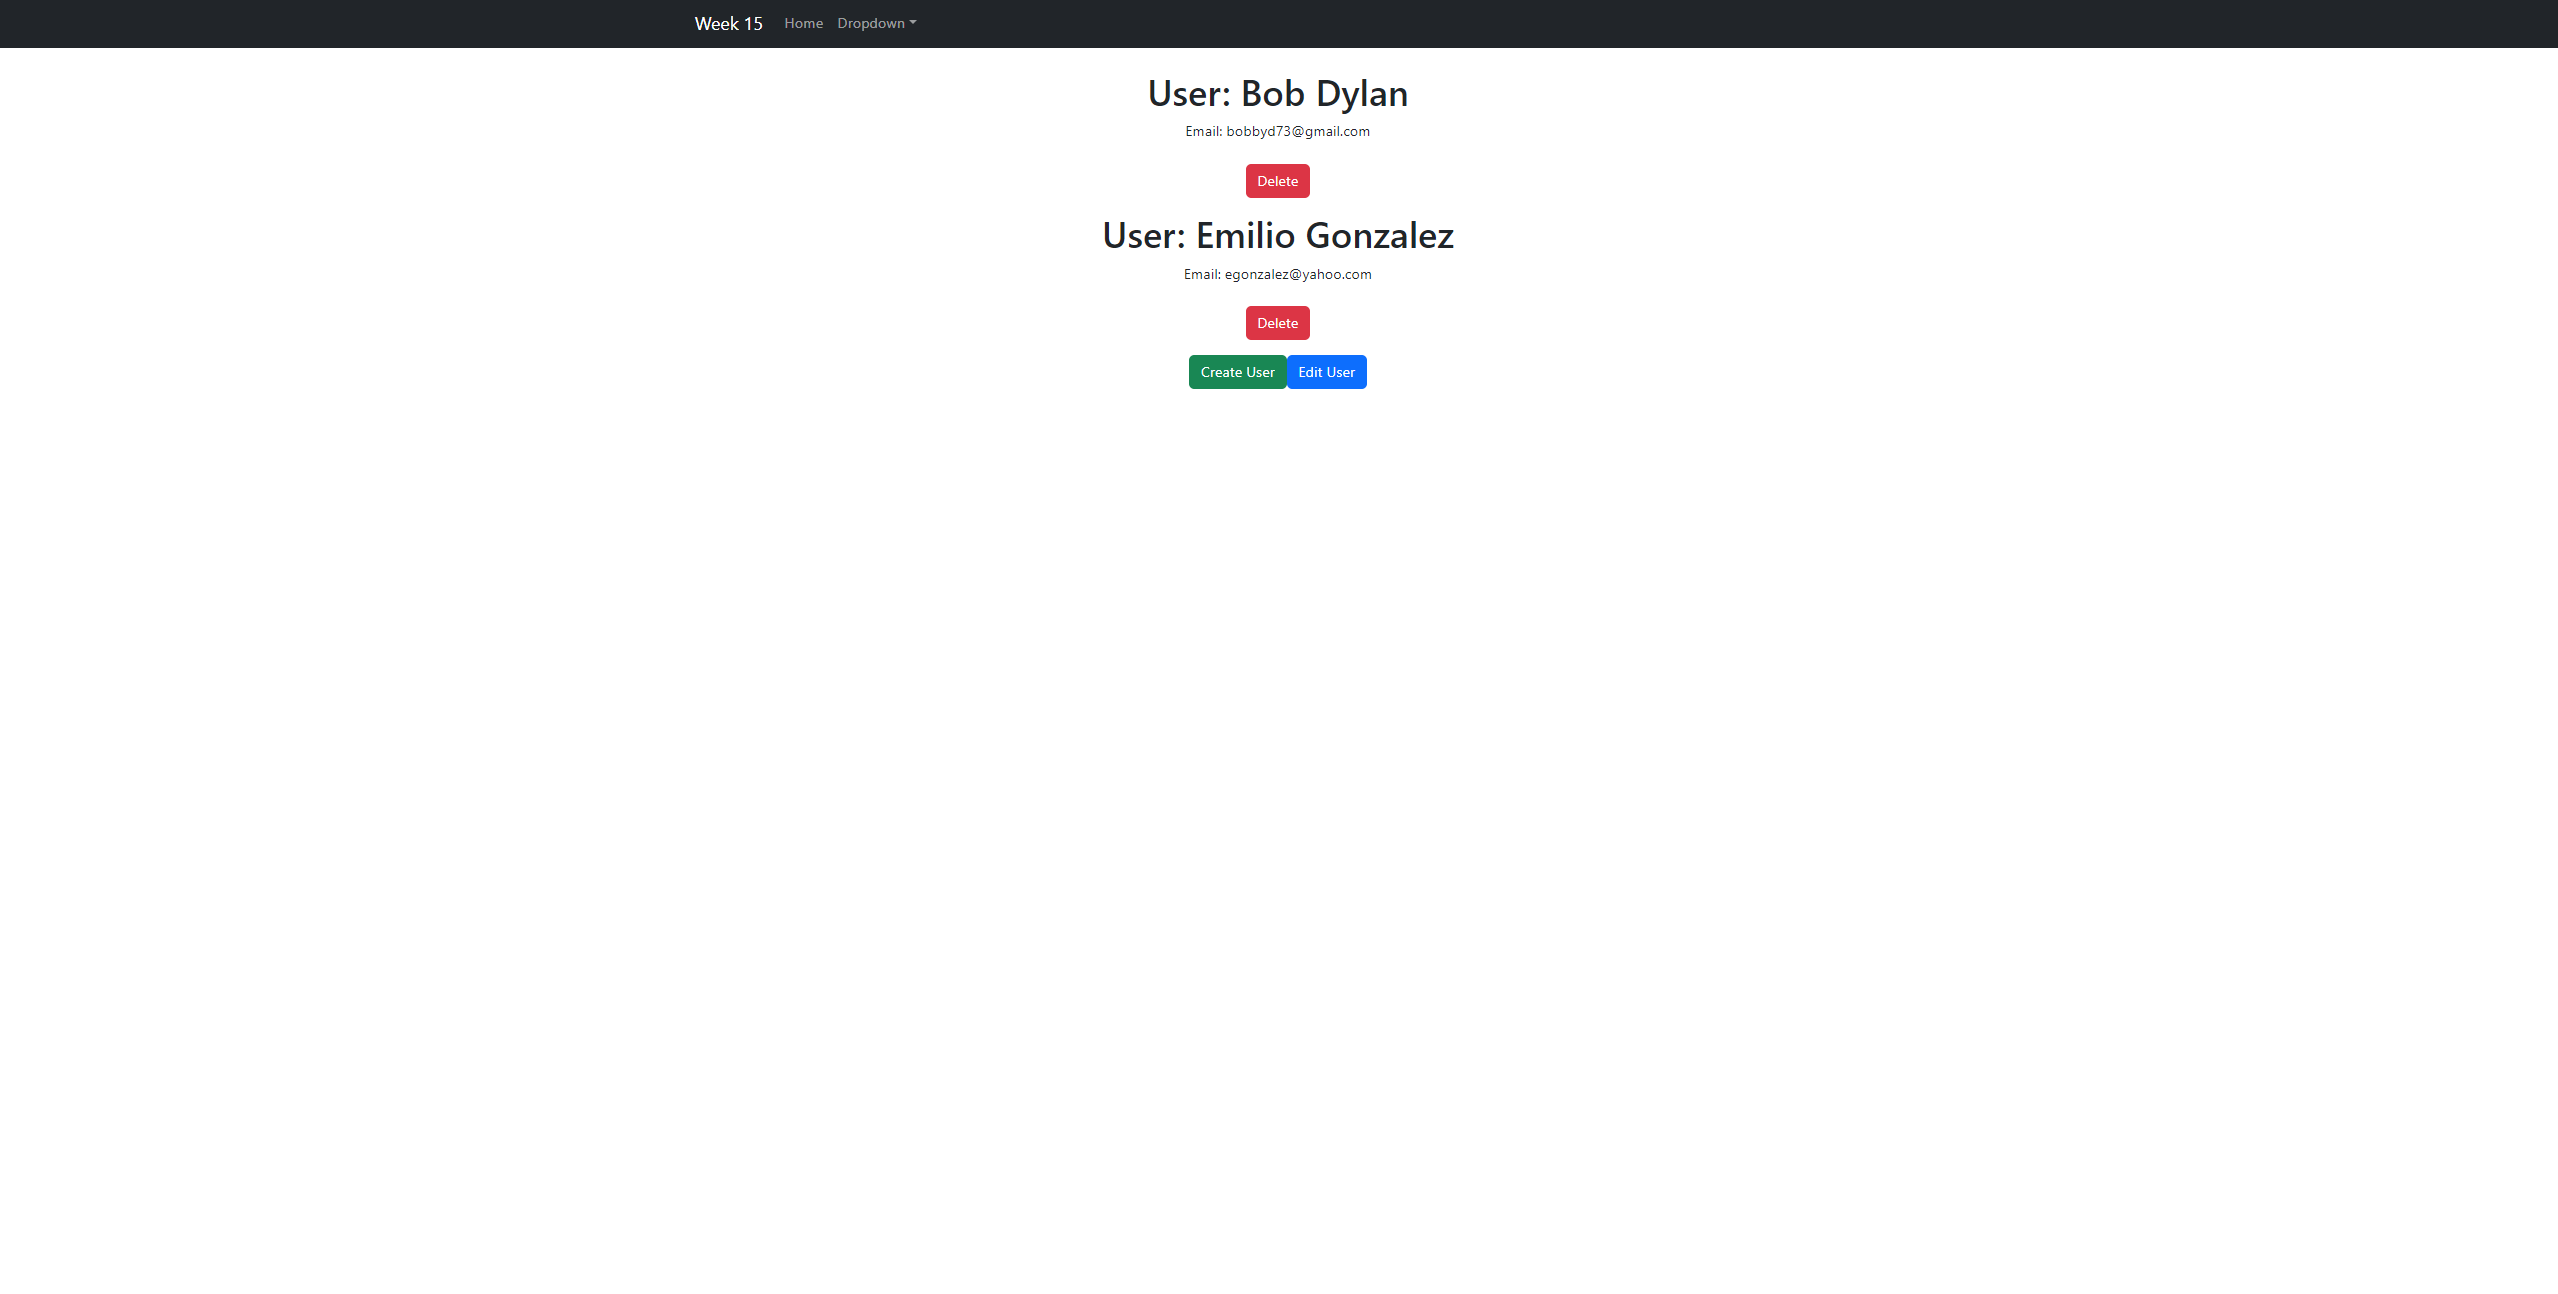 Week 15 Home Dropdown
User: Bob Dylan
Email: bobbyd73@gmail.com
Delete
User: Emilio Gonzalez
Email: egonzalez@yahoo.com
Delete
Create User Edit User